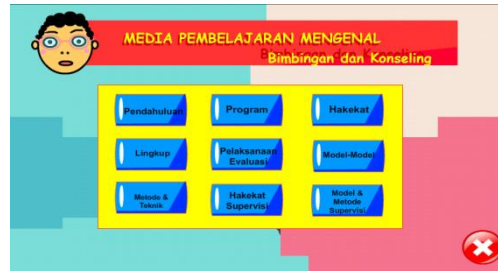 MEDIA PEMBELAJARAN MENGENAL
Bimbingan dan Konseling
Pendahuluan
Program
Hakekat
Lingkup
Pelaksanaan
Evaluasi
Model-Model
Metode &
Teknik
Hakekat
Supervisi
Model &
Metode
Supervisi